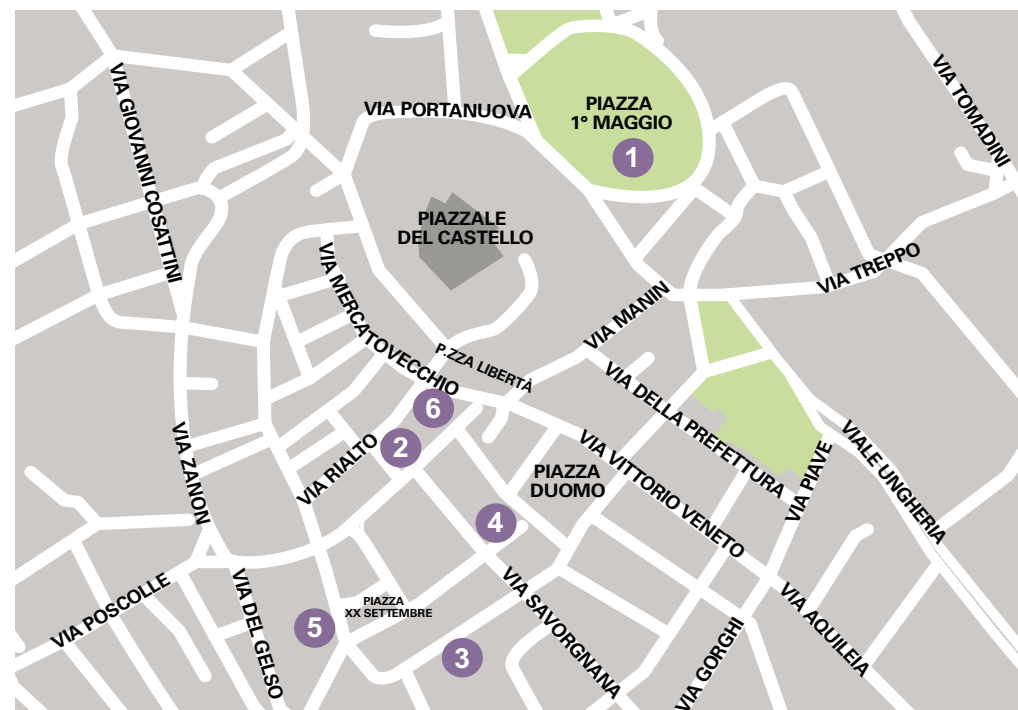 PIAZZA
1° MAGGIO
1
VIA PORTANUOVA
VIA TOMADINI
VIA GIOVANNI COSATTINI
PIAZZALE
DEL CASTELLO
VIA TREPPO
VIA MANIN
VIA MERCATOVECCHIO
P.ZZA LIBERTÀ
6
2
VIA RIALTO
VIA DELLA PREFETTURA
VIA ZANON
VIA VITTORIO VENETO
PIAZZA
DUOMO
VIA PIAVE
VIALE UNGHERIA
4
VIA POSCOLLE
VIA DEL GELSO
PIAZZA
XX SETTEMBRE
5
3
VIA SAVORGNANA
VIA GORGHI
VIA AQUILEIA